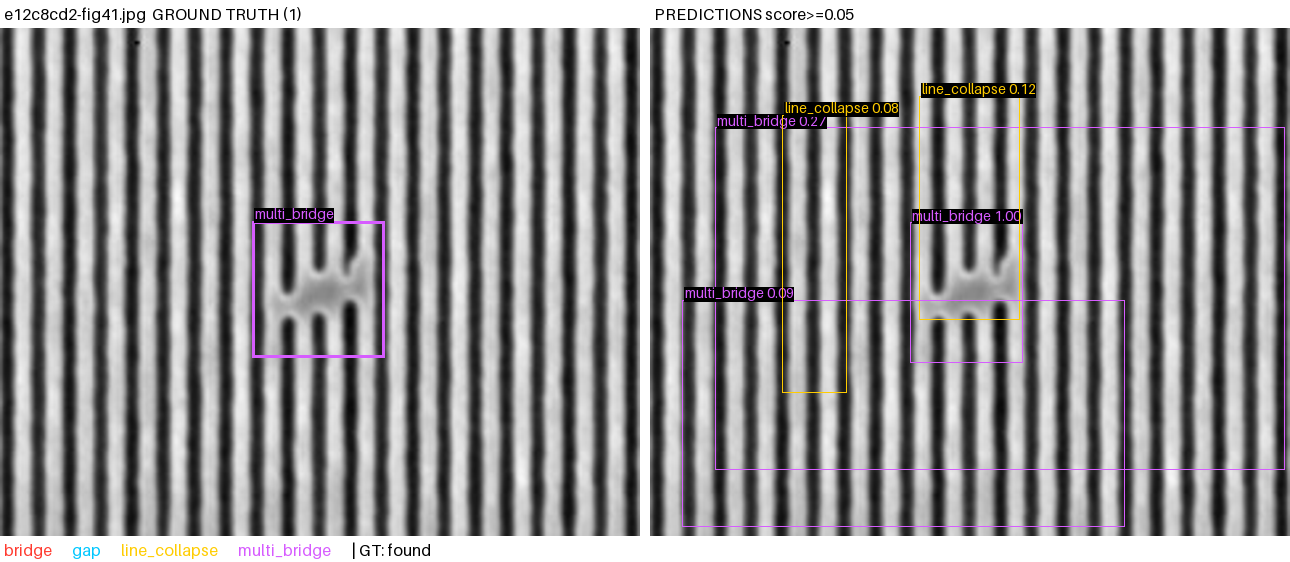 e12c8cd2-fig41.jpg GROUND TRUTH (1)
PREDICTIONS score>=0.05
line_collapse 0.12
line_collapse 0.08
multi_bridge 0.27
multi_bridge
multi_bridge 1.00
multi_bridge 0.09
bridge gap line_collapse multi_bridge | GT: found